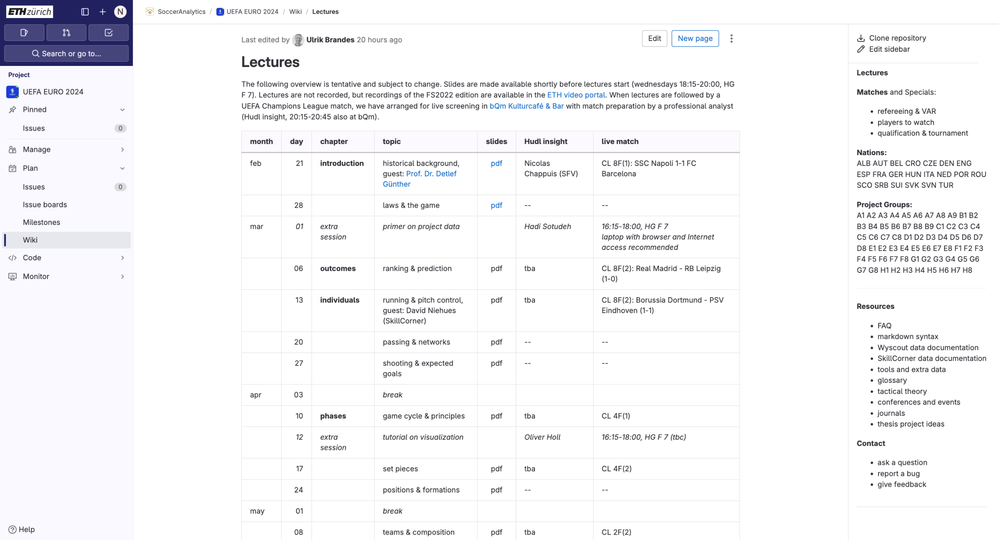 ETH zürich
N
Search or go to...
Project
UEFA EURO 2024
Pinned
Issues 0
Manage
Plan
Issues 0
Issue boards
Milestones
Wiki
Code
Monitor
Help
SoccerAnalytics / UEFA EURO 2024 / Wiki / Lectures
Last edited by Ulrik Brandes 20 hours ago
Edit
New page
Lectures
The following overview is tentative and subject to change. Slides are made available shortly before lectures start (wednesdays 18:15-20:00, HG
F 7). Lectures are not recorded, but recordings of the FS2022 edition are available in the ETH video portal. When lectures are followed by a
UEFA Champions League match, we have arranged for live screening in bQm Kulturcafé & Bar with match preparation by a professional analyst
(Hudl insight, 20:15-20:45 also at bQm).
month day chapter topic slides Hudl insight live match
feb 21 introduction historical background, pdf Nicolas CL 8F(1): SSC Napoli 1-1 FC
guest: Prof. Dr. Detlef Chappuis (SFV) Barcelona
Günther
28 laws & the game pdf -- --
mar 01 extra primer on project data Hadi Sotudeh 16:15-18:00, HG F 7
session laptop with browser and Internet
access recommended
06 outcomes ranking & prediction pdf tba CL 8F(2): Real Madrid - RB Leipzig
(1-0)
13 individuals running & pitch control, pdf tba CL 8F(2): Borussia Dortmund - PSV
guest: David Niehues Eindhoven (1-1)
(SkillCorner)
20 passing & networks pdf -- --
27 shooting & expected pdf -- --
goals
apr 03 break
10 phases game cycle & principles pdf tba CL 4F(1)
12 extra tutorial on visualization Oliver Holl 16:15-18:00, HG F 7 (tbc)
session
17 set pieces pdf tba CL 4F(2)
24 positions & formations pdf -- --
may 01 break
08 teams & composition pdf tba CL 2F(2)
Clone repository
Edit sidebar
Lectures
Matches and Specials:
• refereeing & VAR
• players to watch
• qualification & tournament
Nations:
ALB AUT BEL CRO CZE DEN ENG
ESP FRA GER HUN ITA NED POR ROU
SCO SRB SUI SVK SVN TUR
Project Groups:
A1 A2 A3 A4 A5 A6 A7 A8 A9 B1 B2
B3 B4 B5 B6 B7 B8 B9 C1 C2 C3 C4
C5 C6 C7 C8 D1 D2 D3 D4 D5 D6 D7
D8 E1 E2 E3 E4 E5 E6 E7 E8 F1 F2 F3
F4 F5 F6 F7 F8 G1 G2 G3 G4 G5 G6
G7 G8 H1 H2 H3 H4 H5 H6 H7 H8
Resources
• FAQ
• markdown syntax
• Wyscout data documentation
• SkillCorner data documentation
• tools and extra data
• glossary
• tactical theory
• conferences and events
• journals
• thesis project ideas
Contact
• ask a question
• report a bug
• give feedback